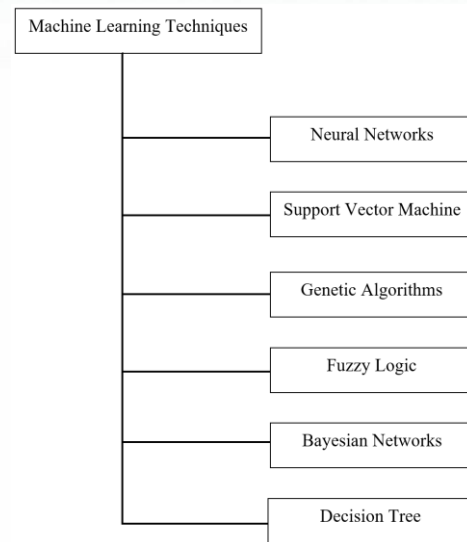 Machine Learning Techniques
Neural Networks
Support Vector Machine
Genetic Algorithms
Fuzzy Logic
Bayesian Networks
Decision Tree